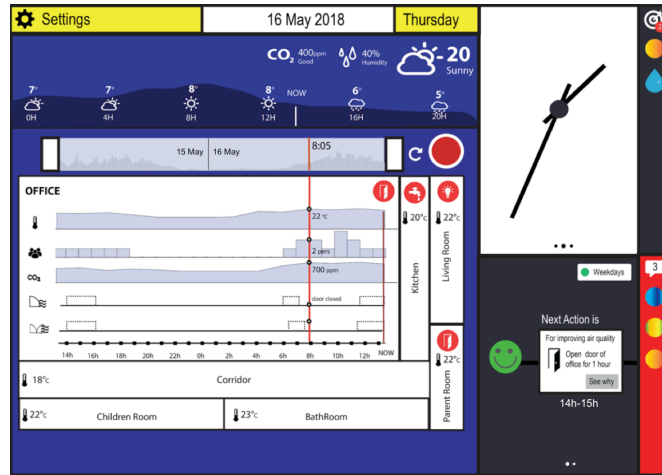 Settings
16 May 2018
Thursday
CO2 400ppm Good
40% Humidity
-20 Sunny
7° 7° 8° 8° NOW 6° 5°
0H 4H 8H 12H 16H 20H
15 May 16 May 8:05
OFFICE
22 °c
2 pers
CO2
700 ppm
door closed
14h 16h 18h 20h 22h 0h 2h 4h 6h 8h 10h 12h NOW
20°c
Kitchen
22°c
Living Room
22°c
Parent Room
18°c Corridor
22°c Children Room
23°c BathRoom
Weekdays
3
Next Action is
For improving air quality
Open door of
office for 1 hour
See why
14h-15h